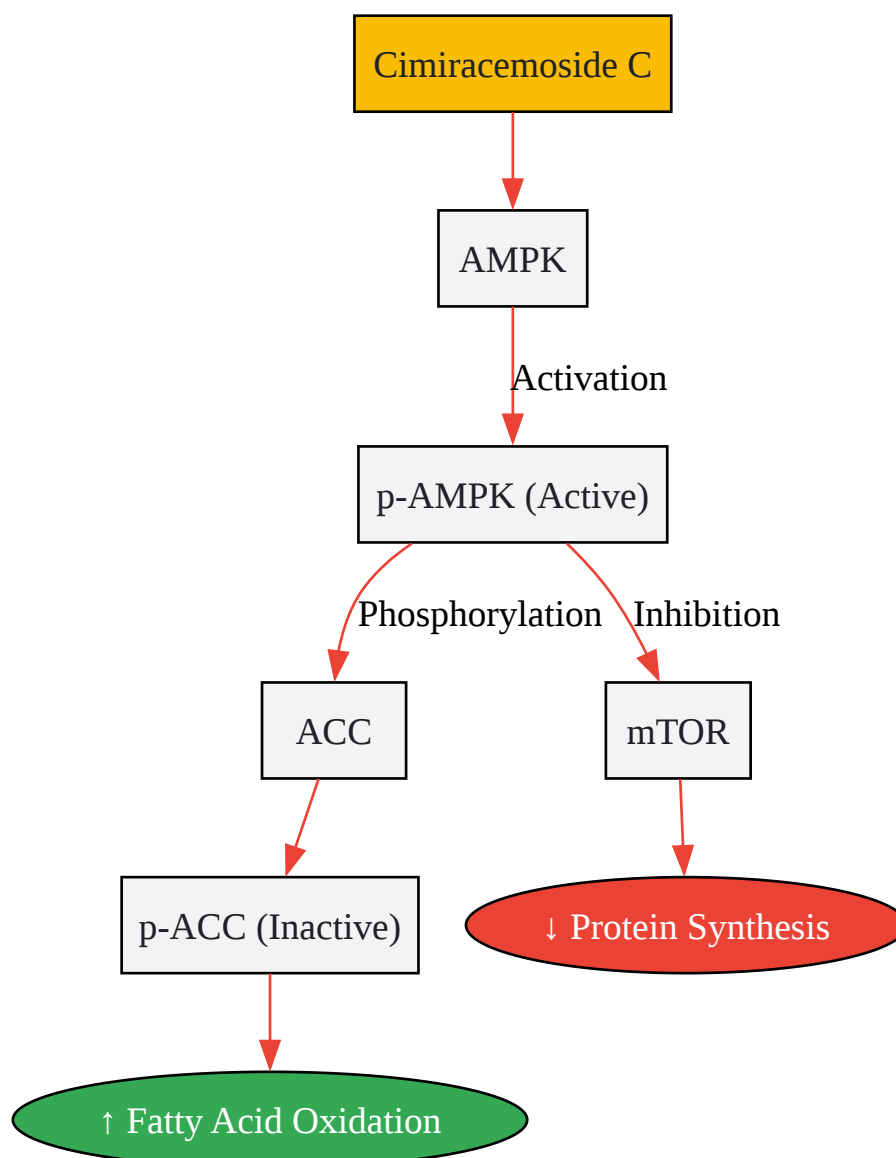 Cimiracemoside C
AMPK
Activation
p-AMPK (Active)
Phosphorylation
Inhibition
ACC
mTOR
p-ACC (Inactive)
↓ Protein Synthesis
↑ Fatty Acid Oxidation